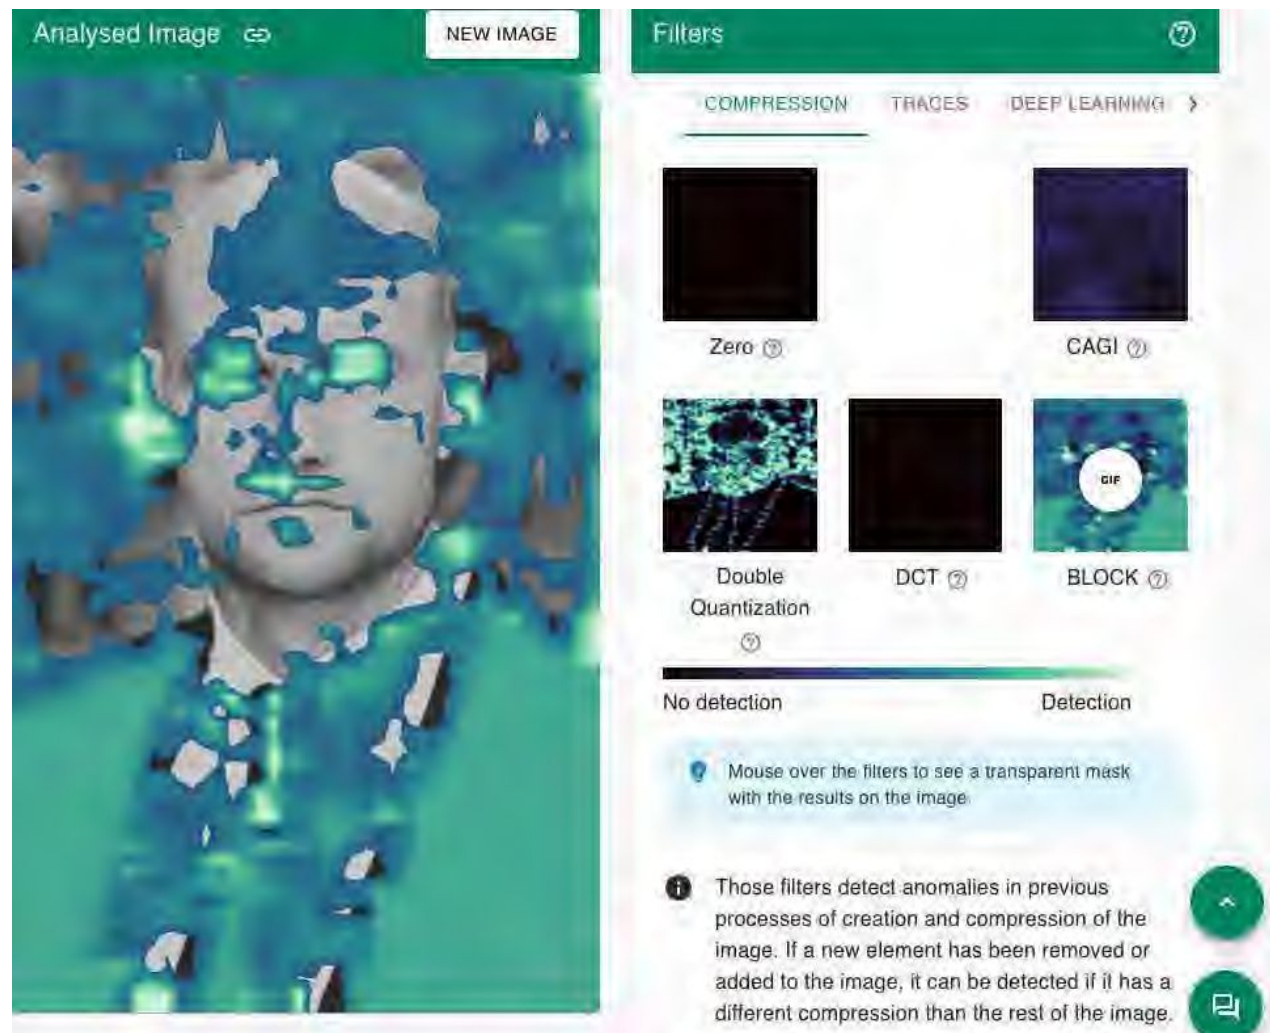 Analysed Image
NEW IMAGE
Filters
COMPRESSION
TRACES
DEEP LEARNING
Zero
CAGI
GIF
Double
Quantization
DCT
BLOCK
No detection
Detection
Mouse over the filters to see a transparent mask
with the results on the image
Those filters detect anomalies in previous
processes of creation and compression of the
image. If a new element has been removed or
added to the image, it can be detected if it has a
different compression than the rest of the image.